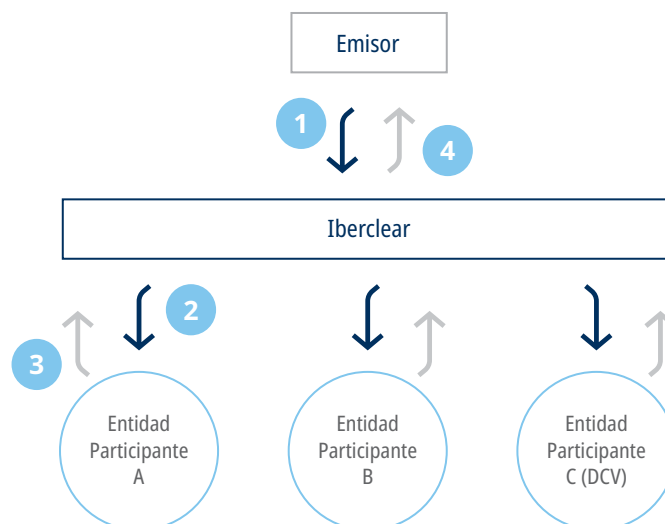 Emisor
1
4
Iberclear
2
3
Entidad
Participante
A
Entidad
Participante
B
Entidad
Participante
C (DCV)